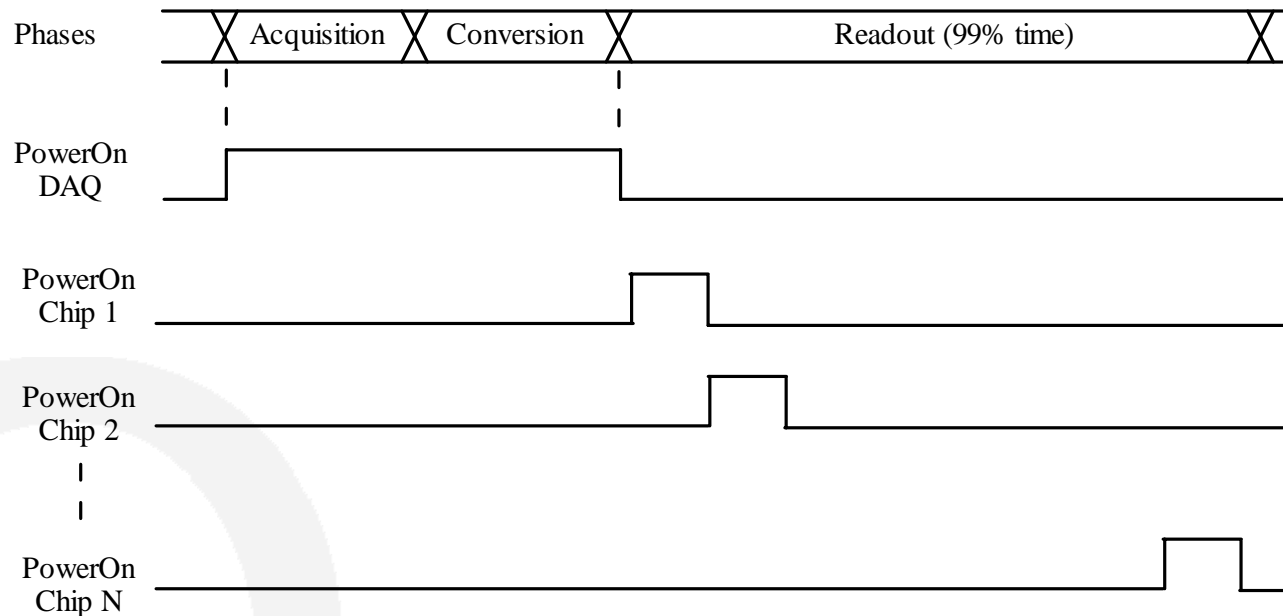 Phases Acquisition Conversion Readout (99% time)
PowerOn
DAQ
PowerOn
Chip 1
PowerOn
Chip 2
PowerOn
Chip N